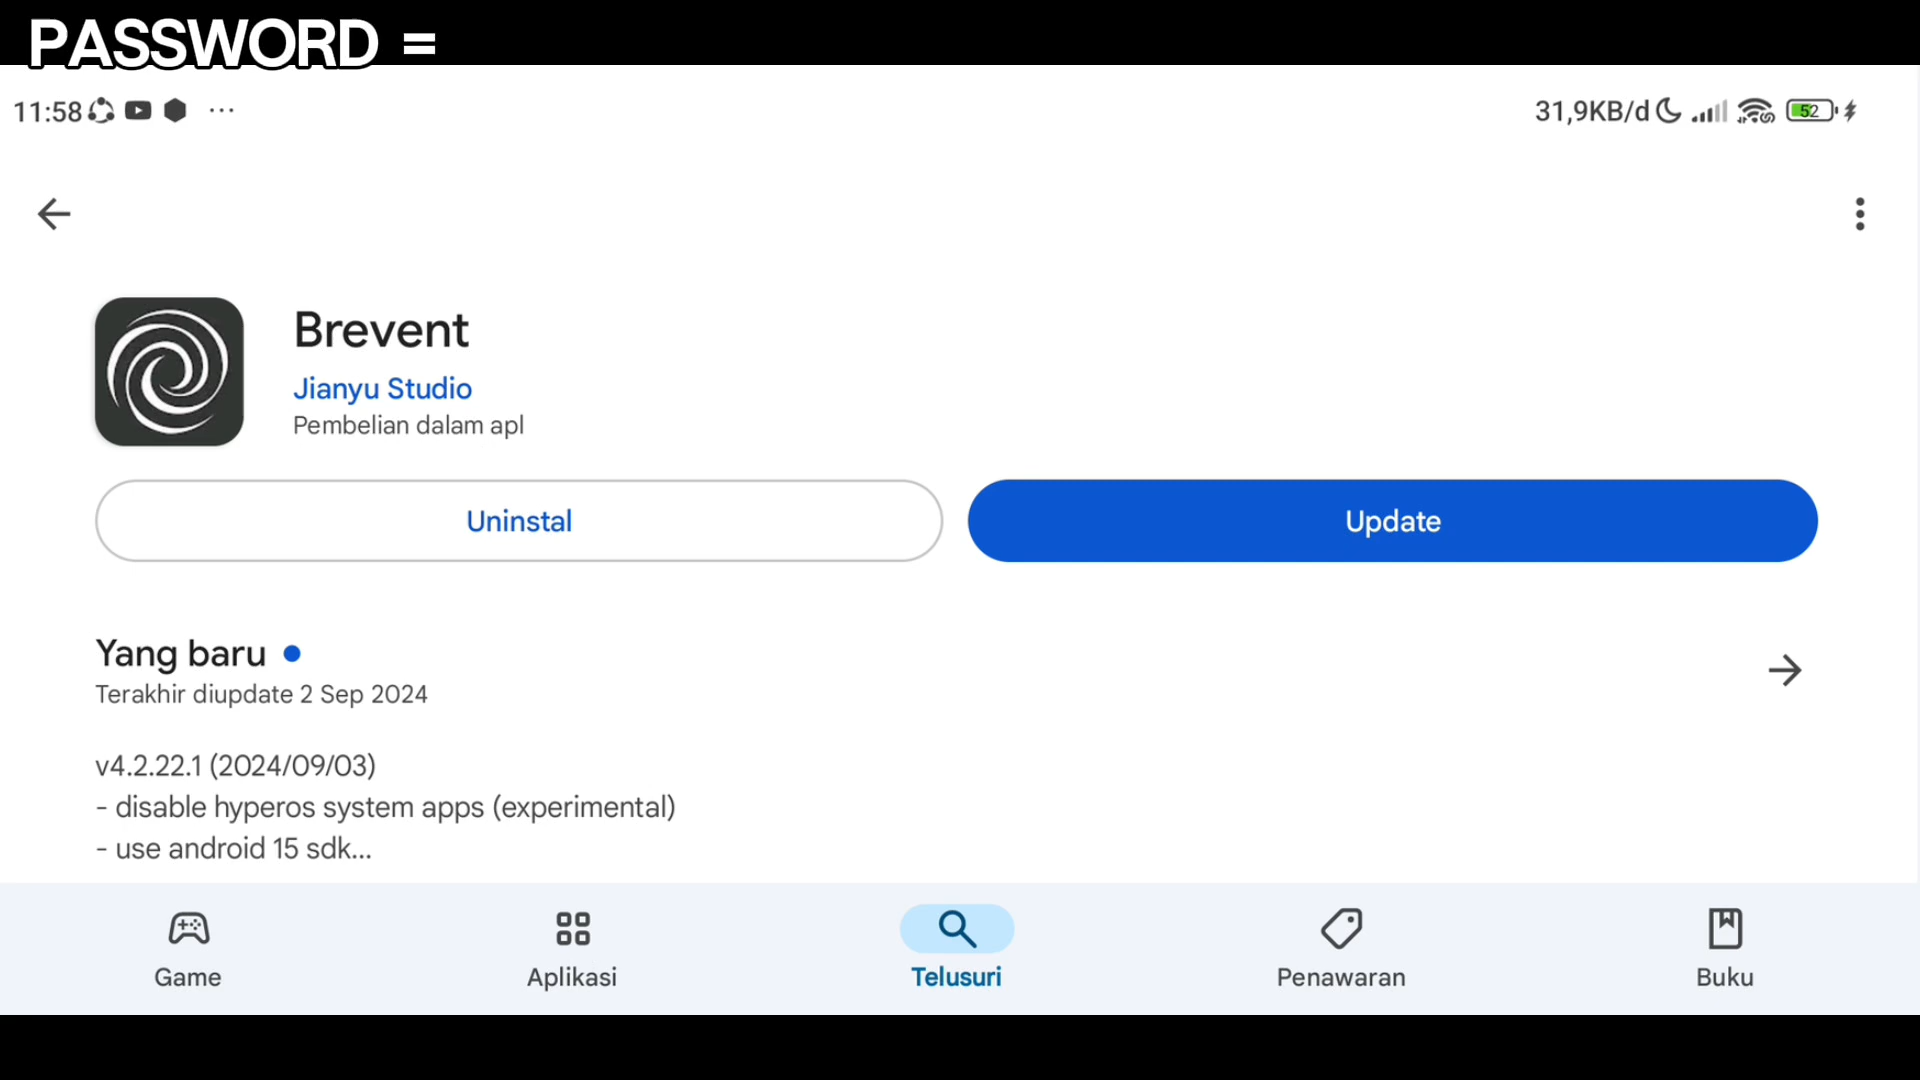 PASSWORD =
11:58 ...
31,9KB/d 52
Brevent
Jianyu Studio
Pembelian dalam apl
Uninstal
Update
Yang baru
Terakhir diupdate 2 Sep 2024
v4.2.22.1 (2024/09/03)
- disable hyperos system apps (experimental)
- use android 15 sdk...
Game
Aplikasi
Telusuri
Penawaran
Buku